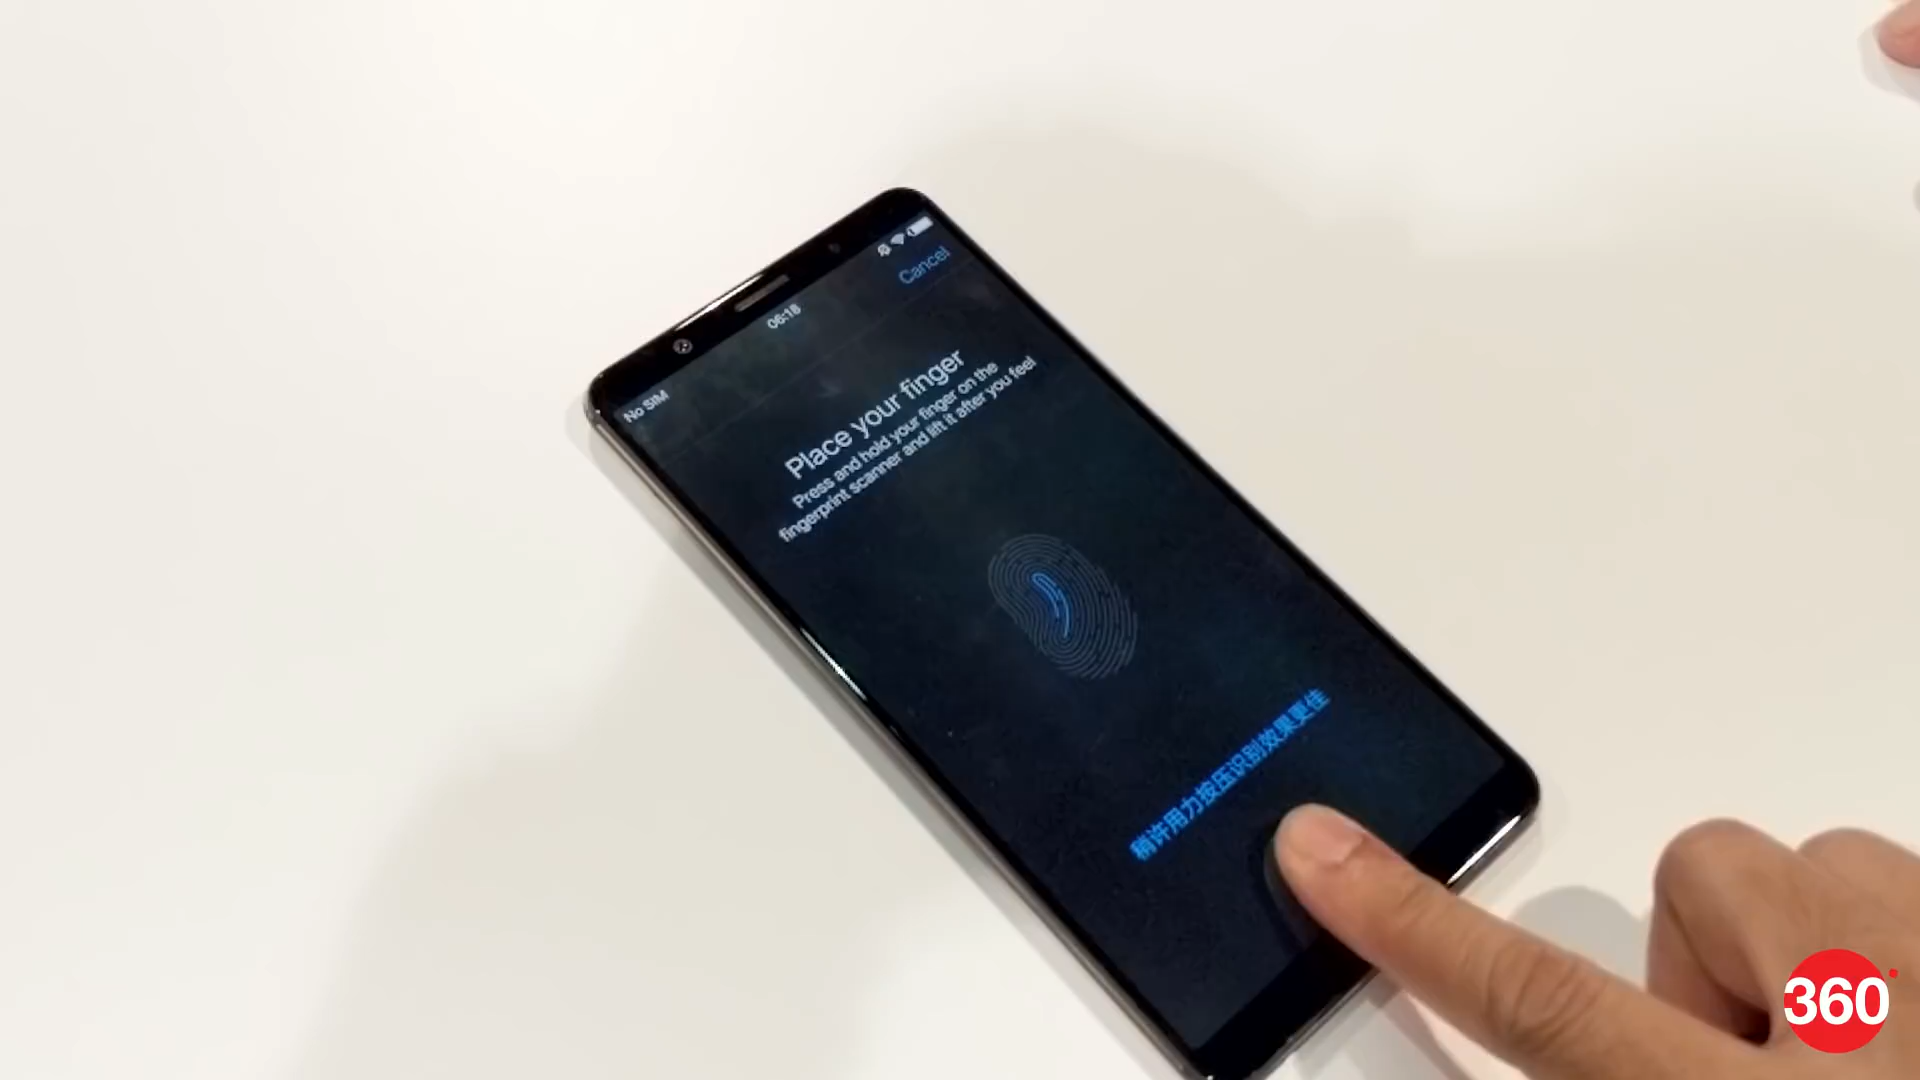 No SIM
06:18
Cancel
Place your finger
Press and hold your finger on the
fingerprint scanner and lift it after you feel
稍许用力按压识别效果更佳
360